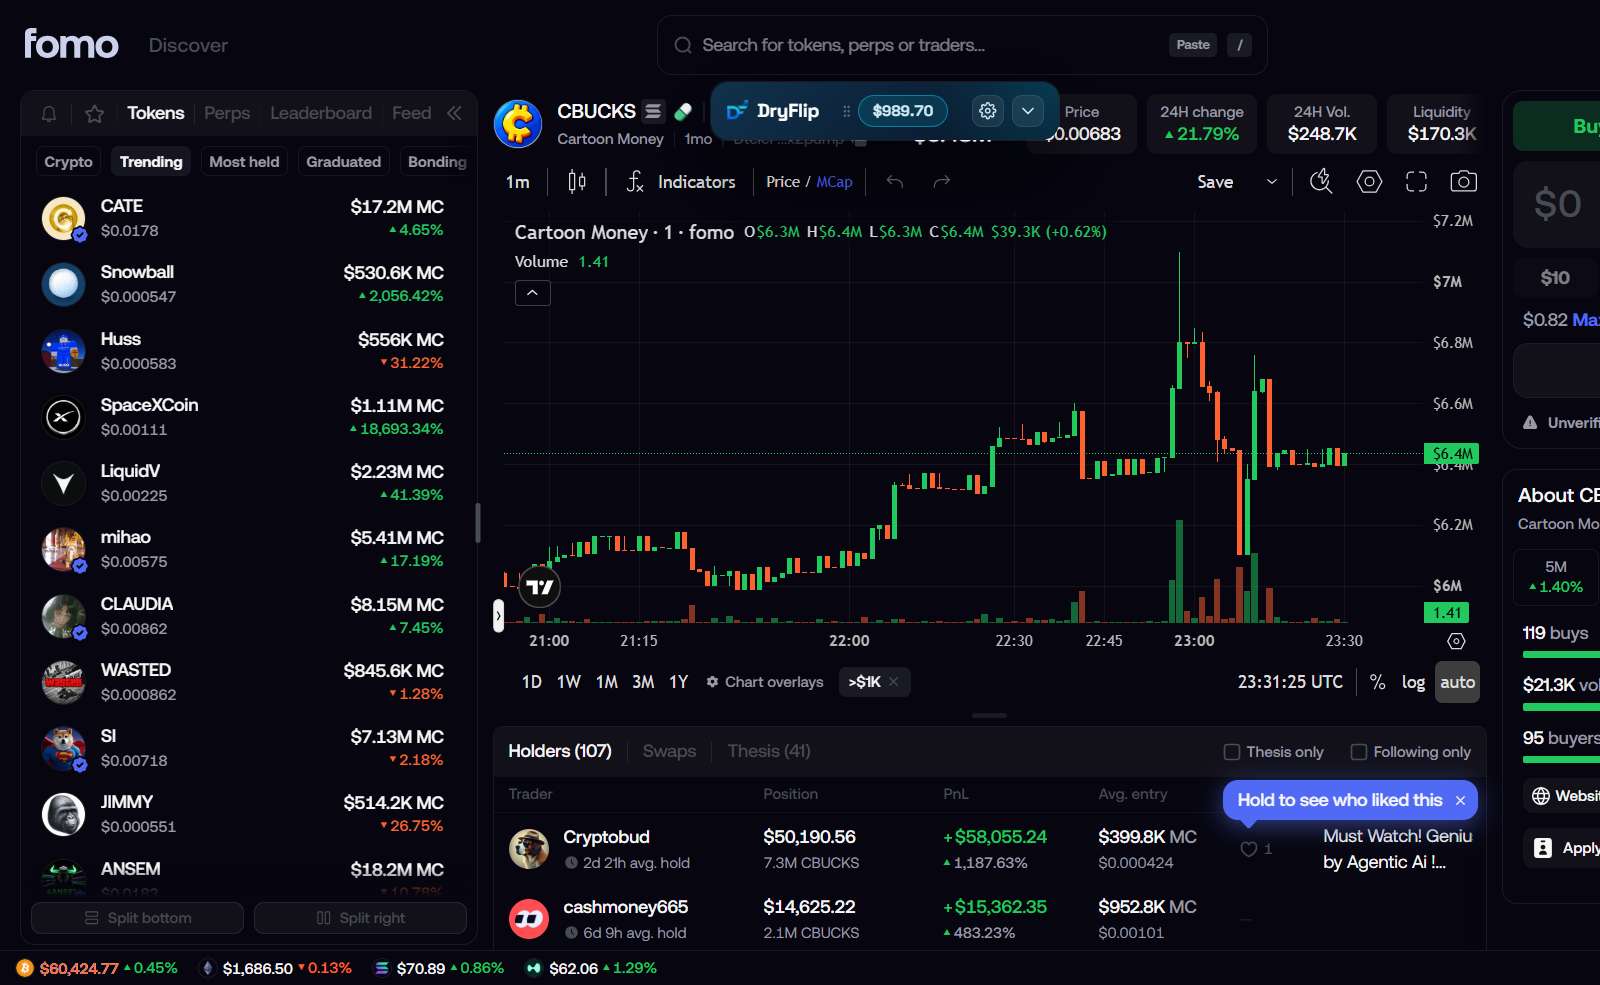 fomo
Discover
Search for tokens, perps or traders...
Paste
/
Tokens
Perps
Leaderboard
Feed
Crypto
Trending
Most held
Graduated
Bonding
CATE
$17.2M MC
$0.0178
4.65%
Snowball
$530.6K MC
$0.000547
2,056.42%
Huss
$556K MC
$0.000583
31.22%
SpaceXCoin
$1.11M MC
$0.00111
18,693.34%
LiquidV
$2.23M MC
$0.00225
41.39%
mihao
$5.41M MC
$0.00575
17.19%
CLAUDIA
$8.15M MC
$0.00862
7.45%
WASTED
$845.6K MC
$0.000862
1.28%
SI
$7.13M MC
$0.00718
2.18%
JIMMY
$514.2K MC
$0.000551
26.75%
ANSEM
$18.2M MC
$0.0183
10.78%
Split bottom
Split right
CBUCKS
Cartoon Money
1mo
DryFlip
$989.70
Price
$0.00683
24H change
21.79%
24H Vol.
$248.7K
Liquidity
$170.3K
1m
Indicators
Price / MCap
Save
Cartoon Money · 1 · fomo O$6.3M H$6.4M L$6.3M C$6.4M $39.3K (+0.62%)
Volume 1.41
$7.2M
$7M
$6.8M
$6.6M
$6.4M
$6.4M
$6.2M
$6M
1.41
21:00
21:15
22:00
22:30
22:45
23:00
23:30
1D
1W
1M
3M
1Y
Chart overlays
>$1K
23:31:25 UTC
%
log
auto
Holders (107)
Swaps
Thesis (41)
Thesis only
Following only
Trader
Position
PnL
Avg. entry
Hold to see who liked this
Cryptobud
$50,190.56
+$58,055.24
$399.8K MC
2d 21h avg. hold
7.3M CBUCKS
1,187.63%
$0.000424
1
Must Watch! Geniu
by Agentic Ai !...
cashmoney665
$14,625.22
+$15,362.35
$952.8K MC
6d 9h avg. hold
2.1M CBUCKS
483.23%
$0.00101
—
Buy
$0
$10
$0.82 Max
Unverifi
About CB
Cartoon Mo
5M
1.40%
119 buys
$21.3K vol
95 buyers
Websit
Apply
$60,424.77 0.45%
$1,686.50 0.13%
$70.89 0.86%
$62.06 1.29%